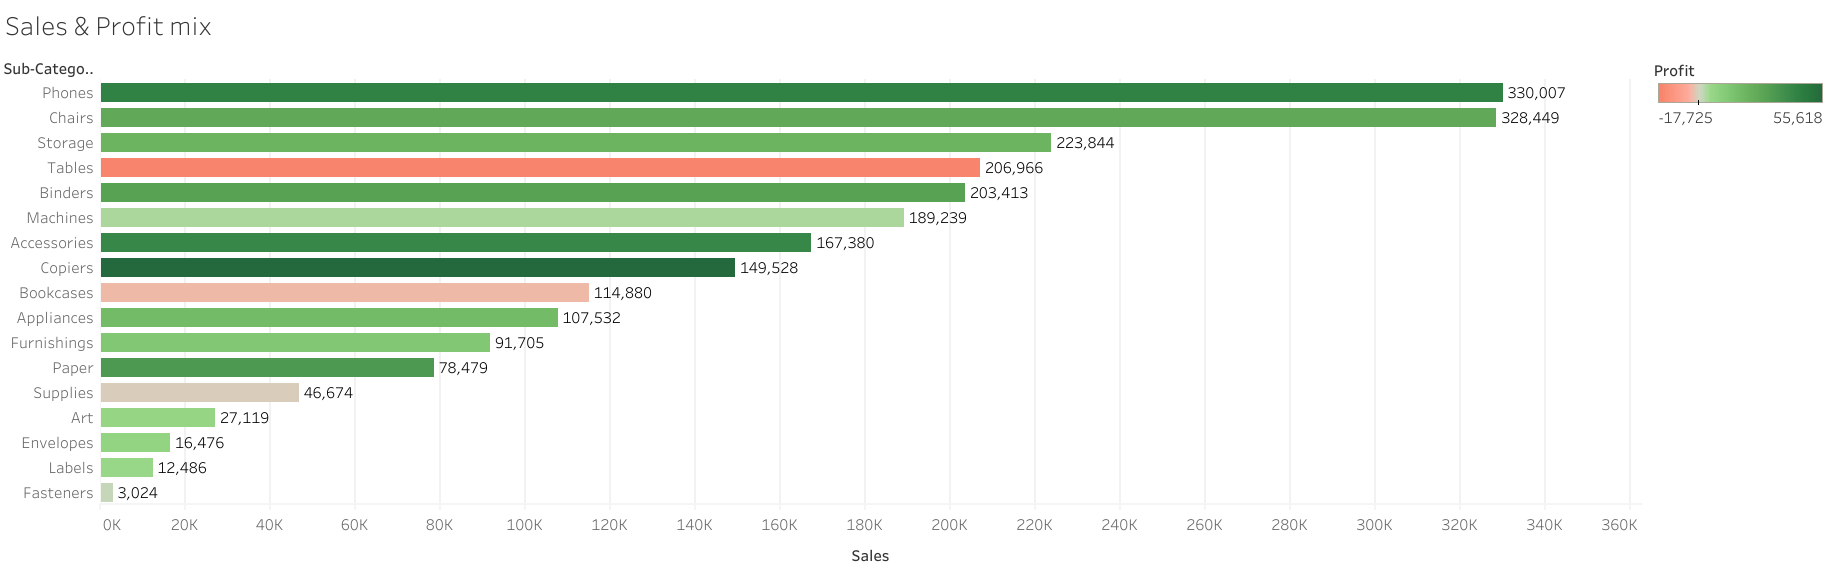 Sales & Profit mix
Sub-Catego..
Phones 330,007
Chairs 328,449
Storage 223,844
Tables 206,966
Binders 203,413
Machines 189,239
Accessories 167,380
Copiers 149,528
Bookcases 114,880
Appliances 107,532
Furnishings 91,705
Paper 78,479
Supplies 46,674
Art 27,119
Envelopes 16,476
Labels 12,486
Fasteners 3,024
0K 20K 40K 60K 80K 100K 120K 140K 160K 180K 200K 220K 240K 260K 280K 300K 320K 340K 360K
Sales
Profit
-17,725 55,618